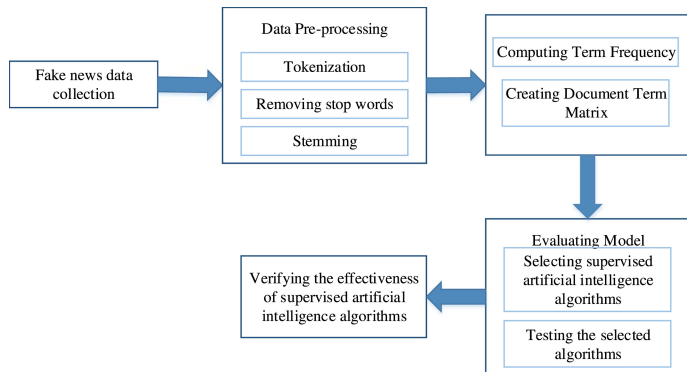 Fake news data
collection
Data Pre-processing
Tokenization
Removing stop words
Stemming
Computing Term Frequency
Creating Document Term
Matrix
Evaluating Model
Selecting supervised
artificial intelligence
algorithms
Testing the selected
algorithms
Verifying the effectiveness
of supervised artificial
intelligence algorithms